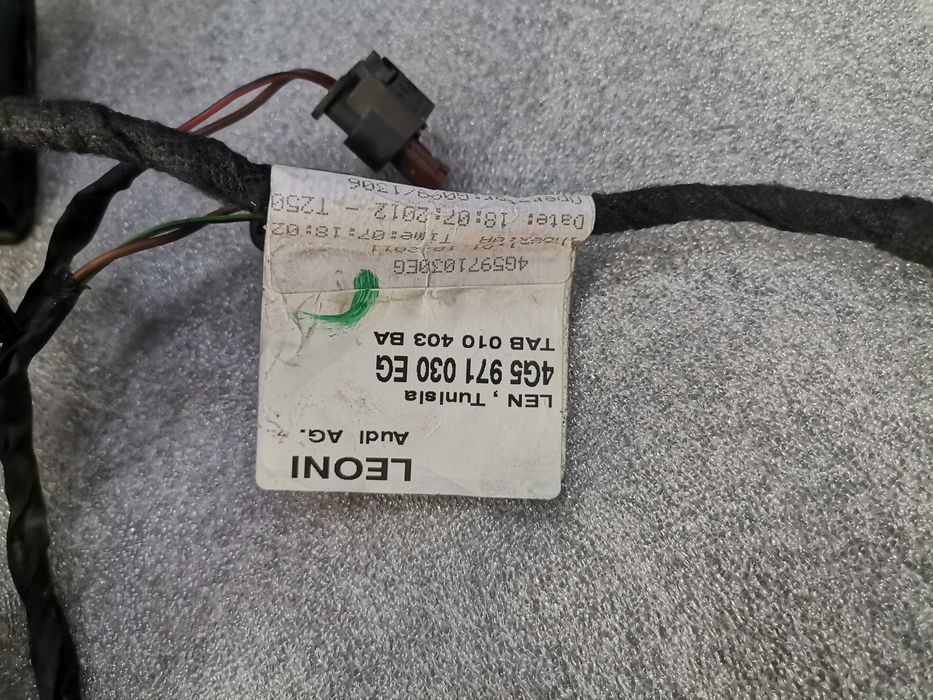 LEONI
Audi AG.
LEN, Tunisia
4G5 971 030 EG
TAB 010 403 BA
4G5971030EG
Time:07:18:02
Date: 18:07:2012 - T250